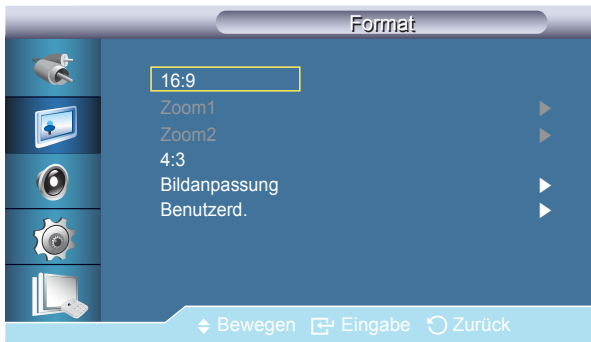 Format
16:9
Zoom1
Zoom2
4:3
Bildanpassung
Benutzerd.
Bewegen Eingabe Zurück